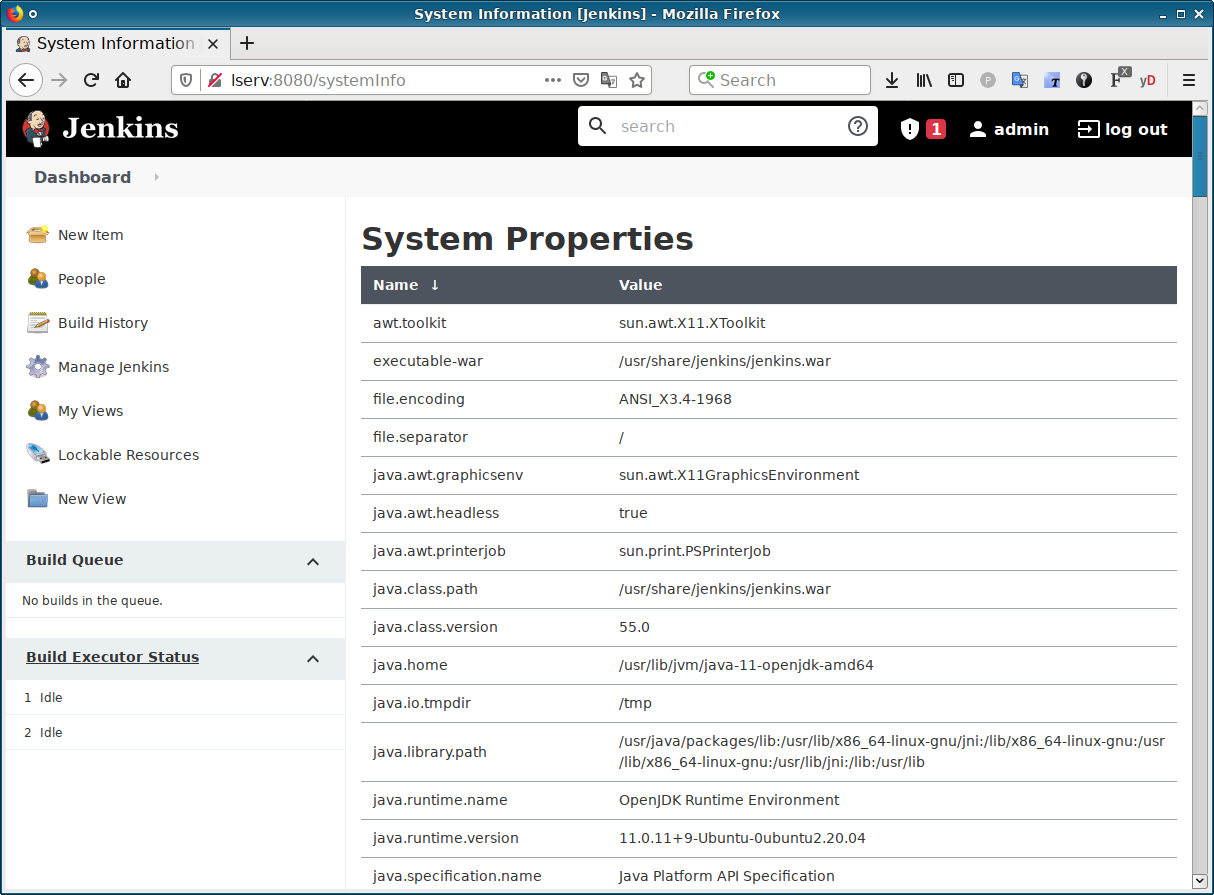 System Information [Jenkins] - Mozilla Firefox
System Information
lserv:8080/systemInfo
Search
Jenkins
search
1
admin
log out
Dashboard
New Item
People
Build History
Manage Jenkins
My Views
Lockable Resources
New View
Build Queue
No builds in the queue.
Build Executor Status
1 Idle
2 Idle
System Properties
Name ↓ Value
awt.toolkit sun.awt.X11.XToolkit
executable-war /usr/share/jenkins/jenkins.war
file.encoding ANSI_X3.4-1968
file.separator /
java.awt.graphicsenv sun.awt.X11GraphicsEnvironment
java.awt.headless true
java.awt.printerjob sun.print.PSPrinterJob
java.class.path /usr/share/jenkins/jenkins.war
java.class.version 55.0
java.home /usr/lib/jvm/java-11-openjdk-amd64
java.io.tmpdir /tmp
java.library.path /usr/java/packages/lib:/usr/lib/x86_64-linux-gnu/jni:/lib/x86_64-linux-gnu:/usr
/lib/x86_64-linux-gnu:/usr/lib/jni:/lib:/usr/lib
java.runtime.name OpenJDK Runtime Environment
java.runtime.version 11.0.11+9-Ubuntu-0ubuntu2.20.04
java.specification.name Java Platform API Specification